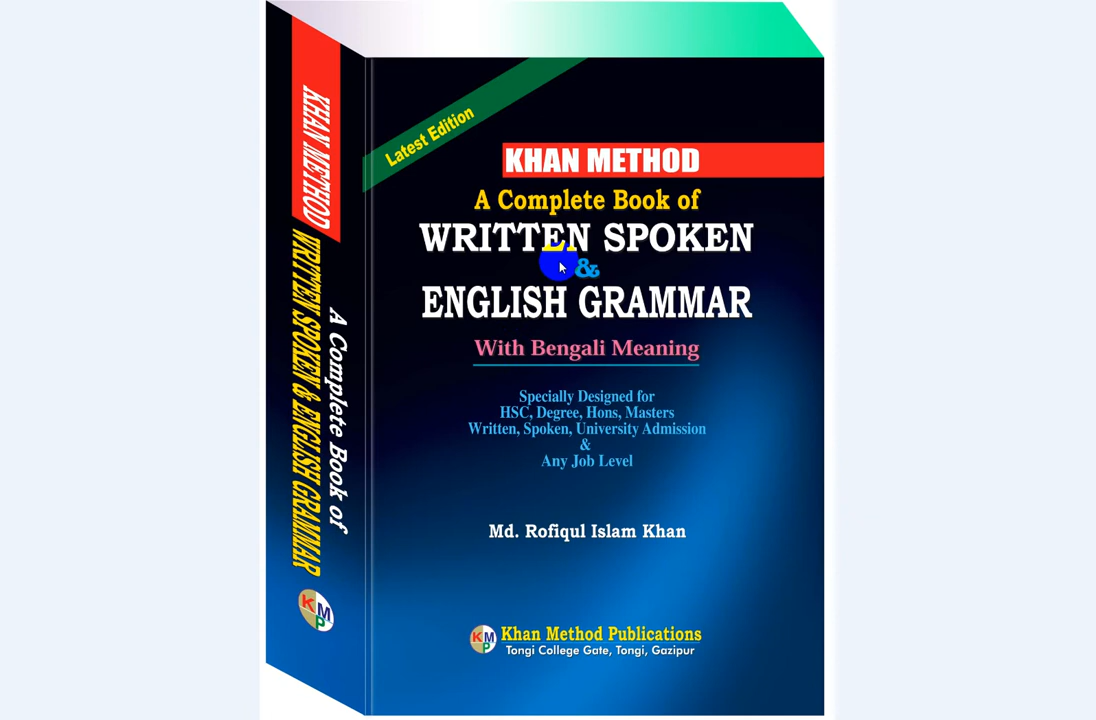 KHAN METHOD
A Complete Book of
WRITTEN SPOKEN & ENGLISH GRAMMAR
KMP
Latest Edition
KHAN METHOD
A Complete Book of
WRITTEN SPOKEN
&
ENGLISH GRAMMAR
With Bengali Meaning
Specially Designed for
HSC, Degree, Hons, Masters
Written, Spoken, University Admission
&
Any Job Level
Md. Rofiqul Islam Khan
KMP
Khan Method Publications
Tongi College Gate, Tongi, Gazipur